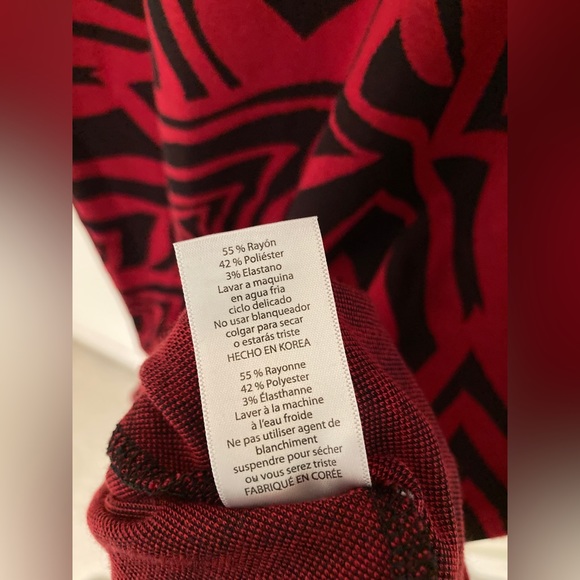 55 % Rayón
42 % Poliéster
3% Elastano
Lavar a maquina
en agua fria
ciclo delicado
No usar blanqueador
colgar para secar
o estarás triste
HECHO EN KOREA
55 % Rayonne
42 % Polyester
3% Élasthanne
Laver à la machine
à l'eau froide
Ne pas utiliser agent de
blanchiment
suspendre pour sécher
ou vous serez triste
FABRIQUÉ EN CORÉE